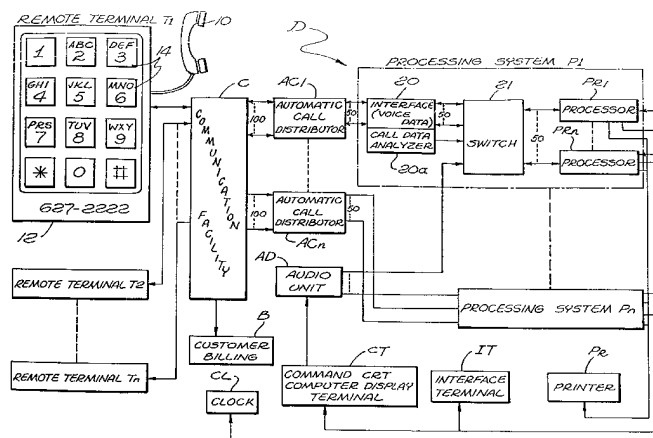 REMOTE TERMINAL T1
10
D
PROCESSING SYSTEM P1
1
ABC 2
DEF 3
14
GHI 4
JKL 5
MNO 6
PRS 7
TUV 8
WXY 9
*
0
#
627-2222
12
C
COMMUNICATION FACILITY
100
AC1
AUTOMATIC CALL DISTRIBUTOR
50
20
INTERFACE (VOICE DATA)
CALL DATA ANALYZER
20a
50
21
SWITCH
50
PR1
PROCESSOR
PRn
PROCESSOR
100
AUTOMATIC CALL DISTRIBUTOR
50
ACn
AD
AUDIO UNIT
PROCESSING SYSTEM Pn
REMOTE TERMINAL T2
B
CUSTOMER BILLING
REMOTE TERMINAL Tn
CL
CLOCK
CT
COMMAND CRT COMPUTER DISPLAY TERMINAL
IT
INTERFACE TERMINAL
PR
PRINTER